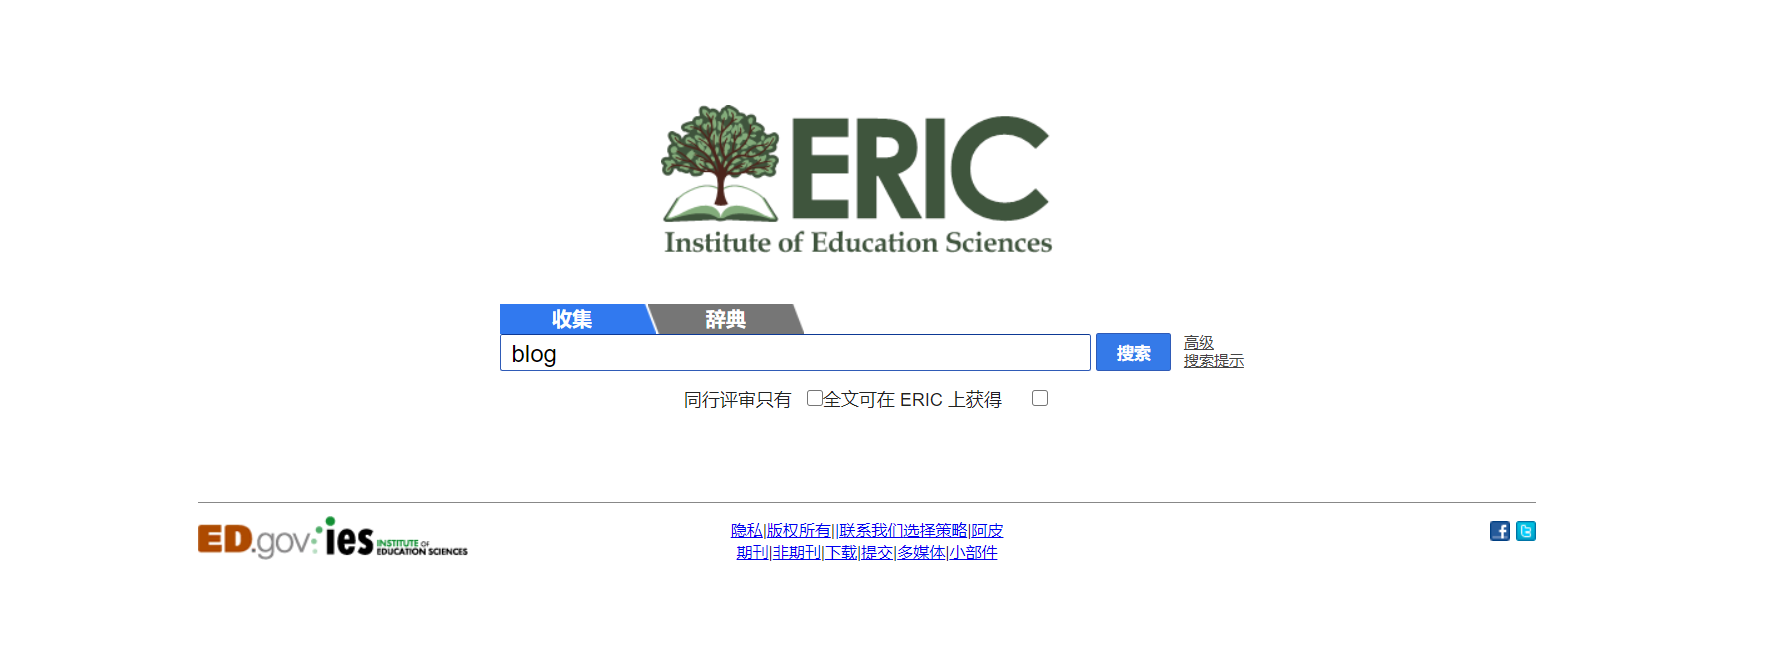 ERIC
Institute of Education Sciences
收集 辞典
blog 搜索 高级
搜索提示
同行评审只有 全文可在 ERIC 上获得
ED.gov ies INSTITUTE OF EDUCATION SCIENCES
隐私|版权所有||联系我们选择策略|阿皮
期刊|非期刊|下载|提交|多媒体|小部件